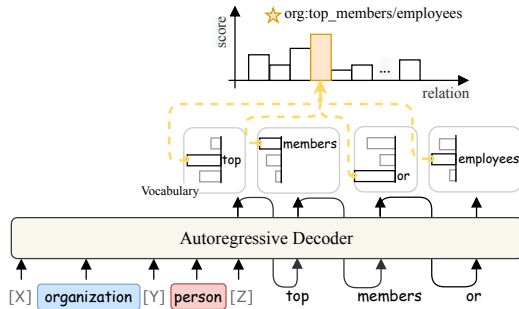 org:top_members/employees
score
...
relation
top
members
or
employees
Vocabulary
Autoregressive Decoder
[X] organization [Y] person [Z] top members or